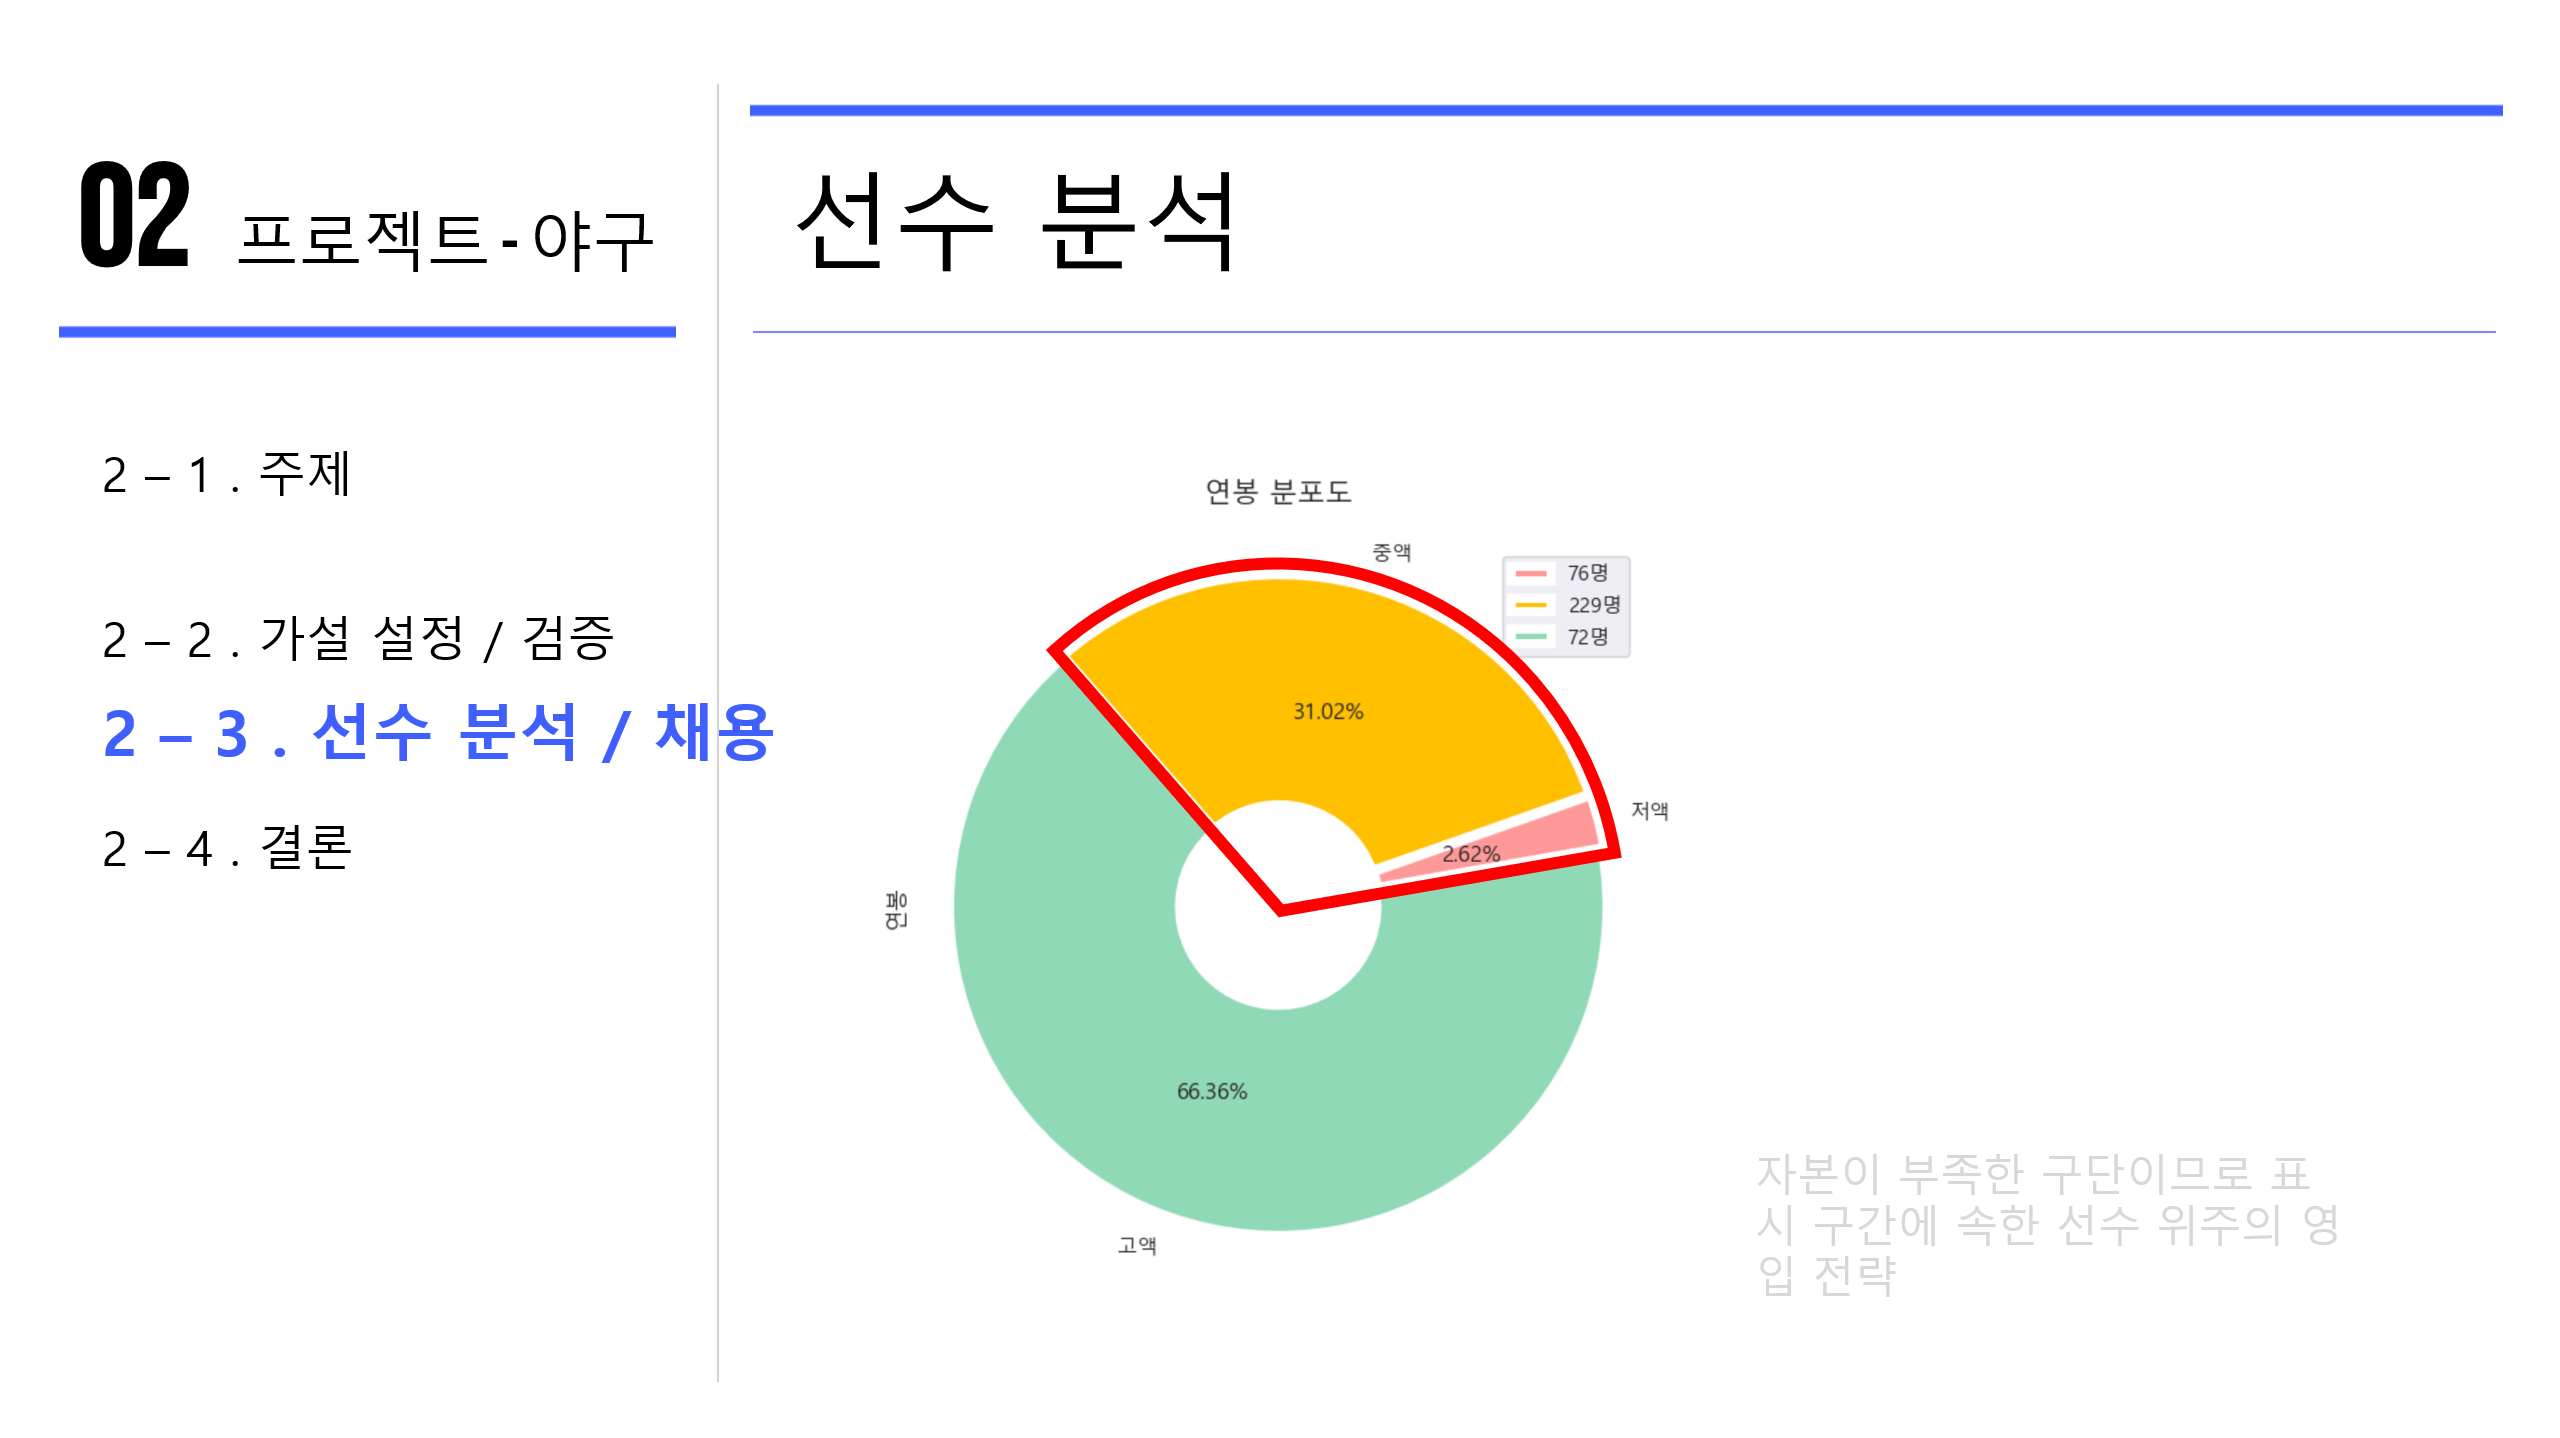 02 프로젝트-야구
2 – 1 . 주제
2 – 2 . 가설 설정 / 검증
2 – 3 . 선수 분석 / 채용
2 – 4 . 결론
선수 분석
연봉 분포도
중액
76명
229명
72명
31.02%
저액
2.62%
연봉
66.36%
고액
자본이 부족한 구단이므로 표
시 구간에 속한 선수 위주의 영
입 전략